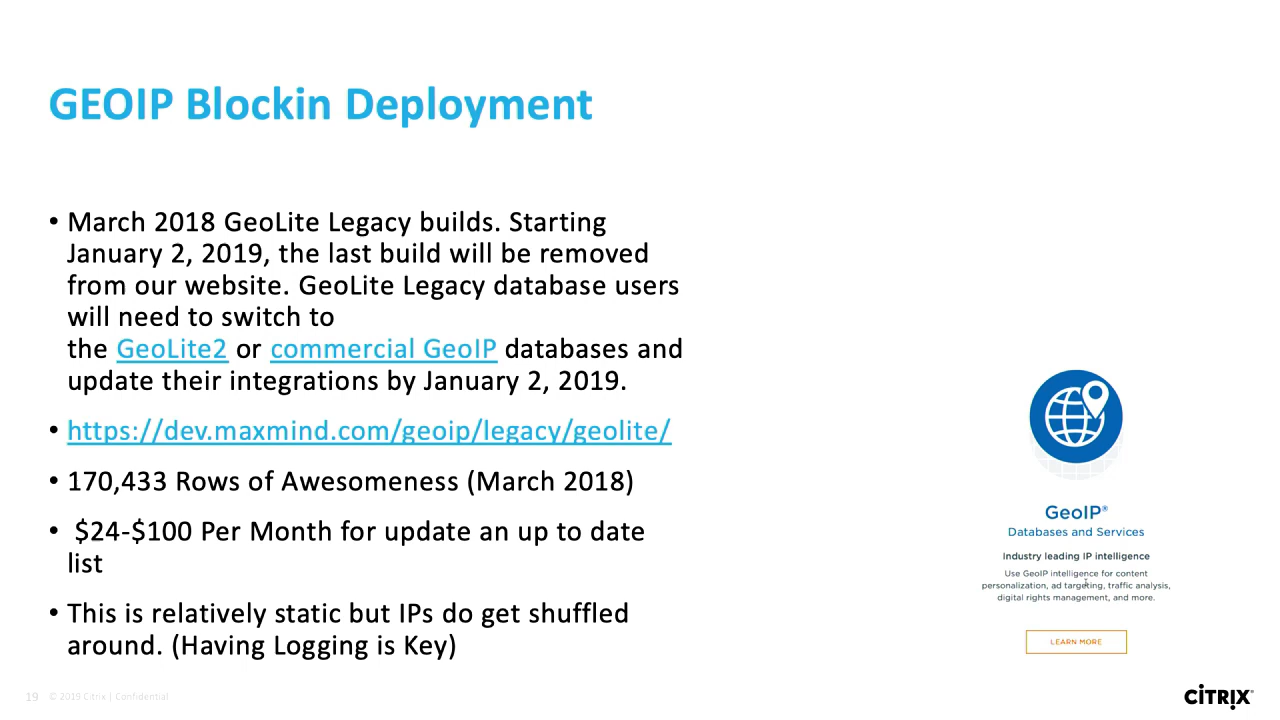 GEOIP Blockin Deployment
• March 2018 GeoLite Legacy builds. Starting
January 2, 2019, the last build will be removed
from our website. GeoLite Legacy database users
will need to switch to
the GeoLite2 or commercial GeoIP databases and
update their integrations by January 2, 2019.
• https://dev.maxmind.com/geoip/legacy/geolite/
• 170,433 Rows of Awesomeness (March 2018)
• $24-$100 Per Month for update an up to date
list
• This is relatively static but IPs do get shuffled
around. (Having Logging is Key)
GeoIP®
Databases and Services
Industry leading IP intelligence
Use GeoIP intelligence for content
personalization, ad targeting, traffic analysis,
digital rights management, and more.
LEARN MORE
19 © 2019 Citrix | Confidential
CİTRIX